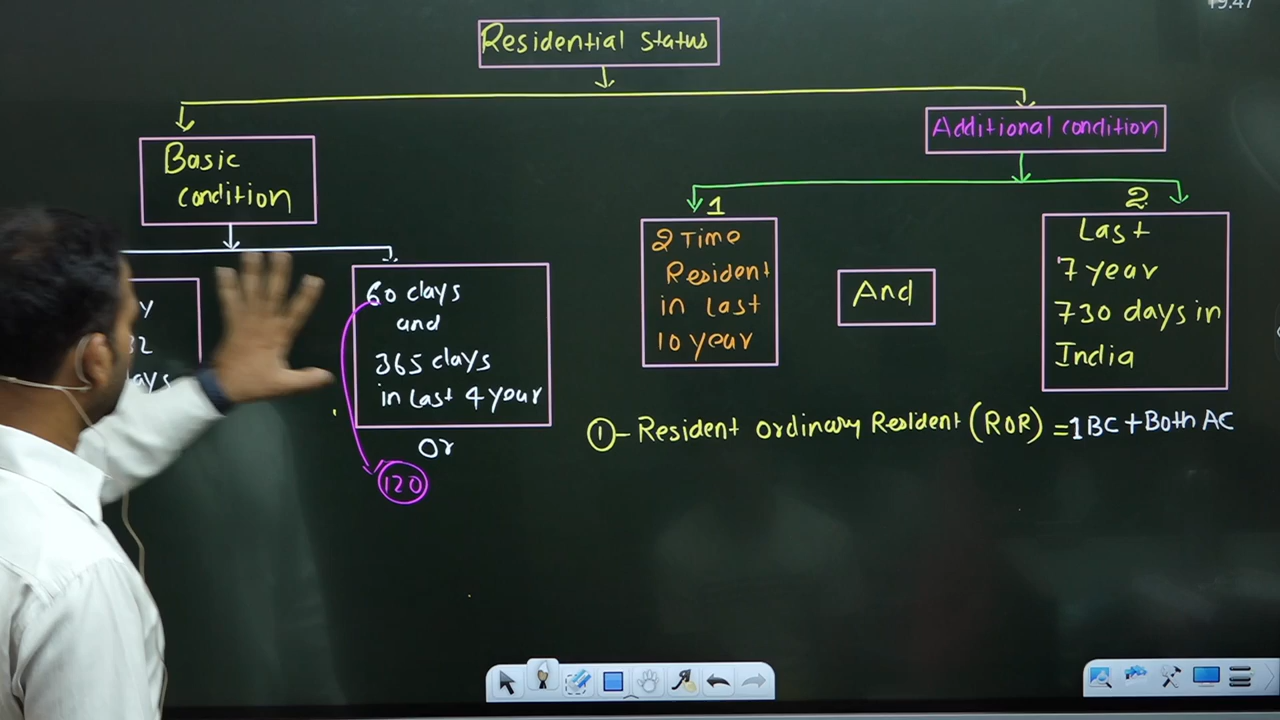 Residential status
Basic
condition
Additional condition
60 days
and
365 days
in last 4 year
or
120
1
2 Time
Resident
in last
10 year
And
2
Last
7 year
730 days in
India
① - Resident ordinary Resident (ROR) = 1 BC + Both AC